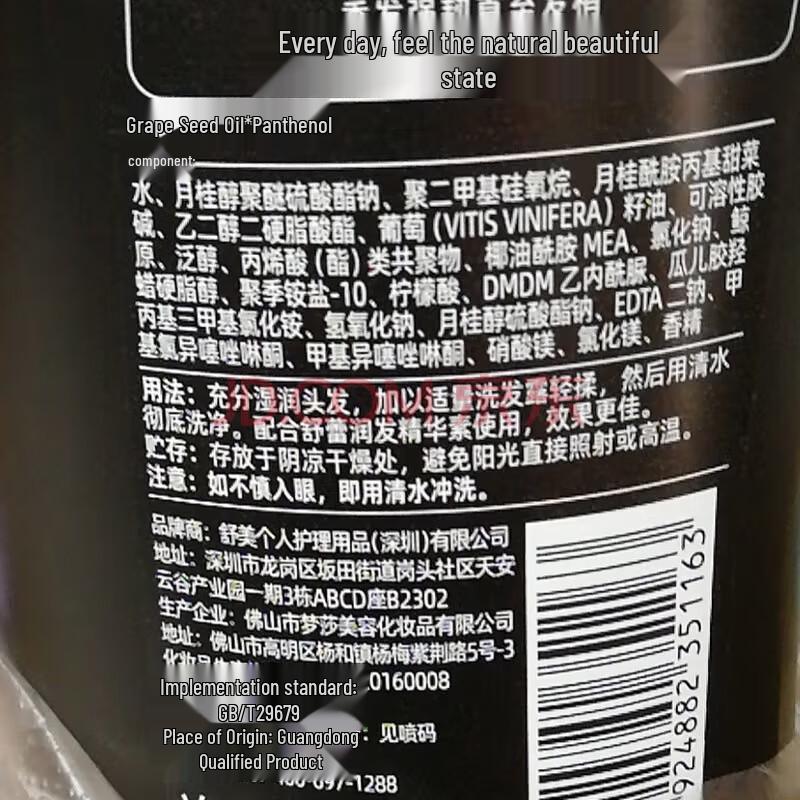 Every day, feel the natural beautiful
state
Grape Seed Oil*Panthenol
component:
水、月桂醇聚醚硫酸酯钠、聚二甲基硅氧烷、月桂酰胺丙基甜菜
碱、乙二醇二硬脂酸酯、葡萄(VITIS VINIFERA)籽油、可溶性胶
原、泛醇、丙烯酸(酯)类共聚物、椰油酰胺 MEA、氯化钠、鲸
蜡硬脂醇、聚季铵盐-10、柠檬酸、DMDM 乙内酰脲、瓜儿胶羟
丙基三甲基氯化铵、氢氧化钠、月桂醇硫酸酯钠、EDTA 二钠、甲
基氯异噻唑啉酮、甲基异噻唑啉酮、硝酸镁、氯化镁、香精
用法：充分湿润头发，加以适量洗发露轻揉，然后用清水
彻底洗净。配合舒蕾润发精华素使用，效果更佳。
贮存：存放于阴凉干燥处，避免阳光直接照射或高温。
注意：如不慎入眼，即用清水冲洗。
品牌商：舒美个人护理用品(深圳)有限公司
地址：深圳市龙岗区坂田街道岗头社区天安
云谷产业园一期3栋ABCD座B2302
生产企业：佛山市梦莎美容化妆品有限公司
地址：佛山市高明区杨和镇杨梅紫荆路5号-3
Implementation standard: 0160008
GB/T29679
Place of Origin: Guangdong：见喷码
Qualified Product
400-697-1288
924882 351163
JD.COM 京东